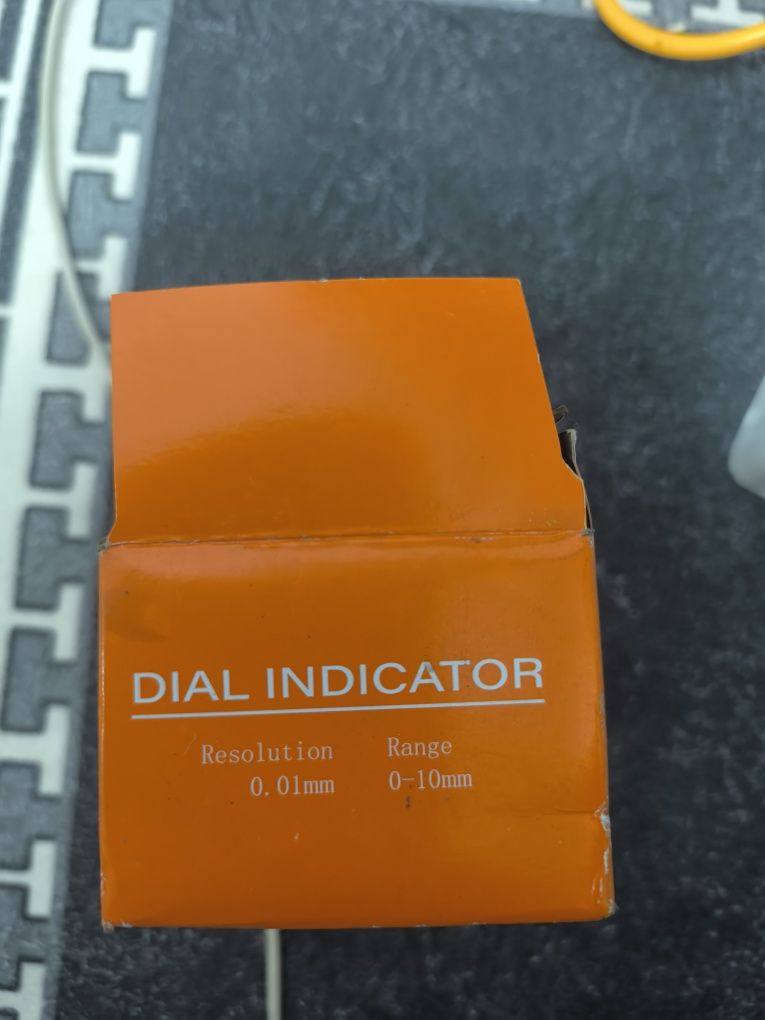 DIAL INDICATOR
Resolution Range
0.01mm 0-10mm